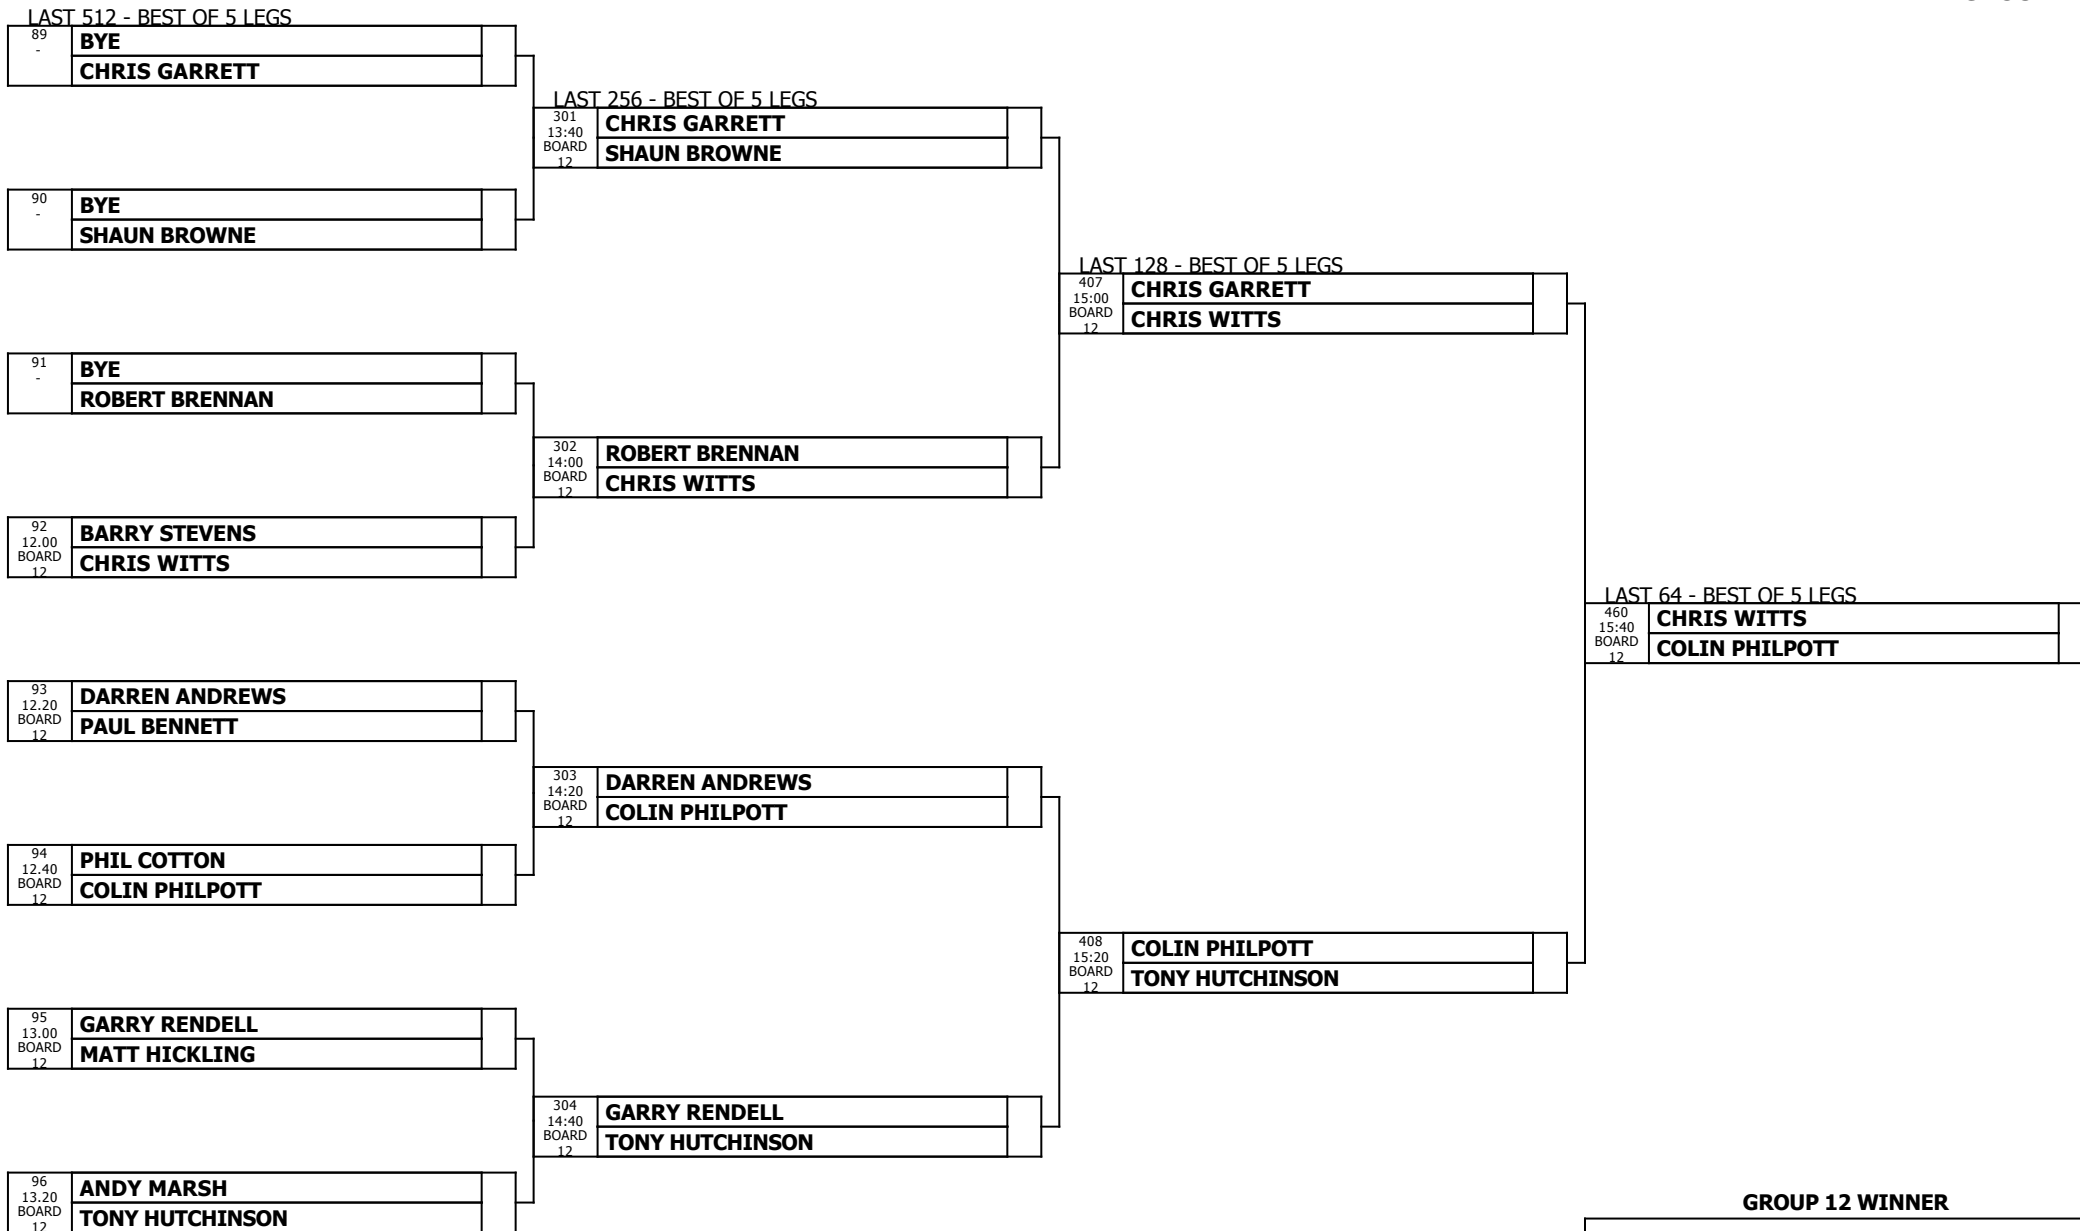 LAST 512 - BEST OF 5 LEGS
89
-
BYE
CHRIS GARRETT
90
-
BYE
SHAUN BROWNE
91
-
BYE
ROBERT BRENNAN
92
12.00
BOARD
12
BARRY STEVENS
CHRIS WITTS
93
12.20
BOARD
12
DARREN ANDREWS
PAUL BENNETT
94
12.40
BOARD
12
PHIL COTTON
COLIN PHILPOTT
95
13.00
BOARD
12
GARRY RENDELL
MATT HICKLING
96
13.20
BOARD
12
ANDY MARSH
TONY HUTCHINSON
LAST 256 - BEST OF 5 LEGS
301
13:40
BOARD
12
CHRIS GARRETT
SHAUN BROWNE
302
14:00
BOARD
12
ROBERT BRENNAN
CHRIS WITTS
303
14:20
BOARD
12
DARREN ANDREWS
COLIN PHILPOTT
304
14:40
BOARD
12
GARRY RENDELL
TONY HUTCHINSON
LAST 128 - BEST OF 5 LEGS
407
15:00
BOARD
12
CHRIS GARRETT
CHRIS WITTS
408
15:20
BOARD
12
COLIN PHILPOTT
TONY HUTCHINSON
LAST 64 - BEST OF 5 LEGS
460
15:40
BOARD
12
CHRIS WITTS
COLIN PHILPOTT
GROUP 12 WINNER